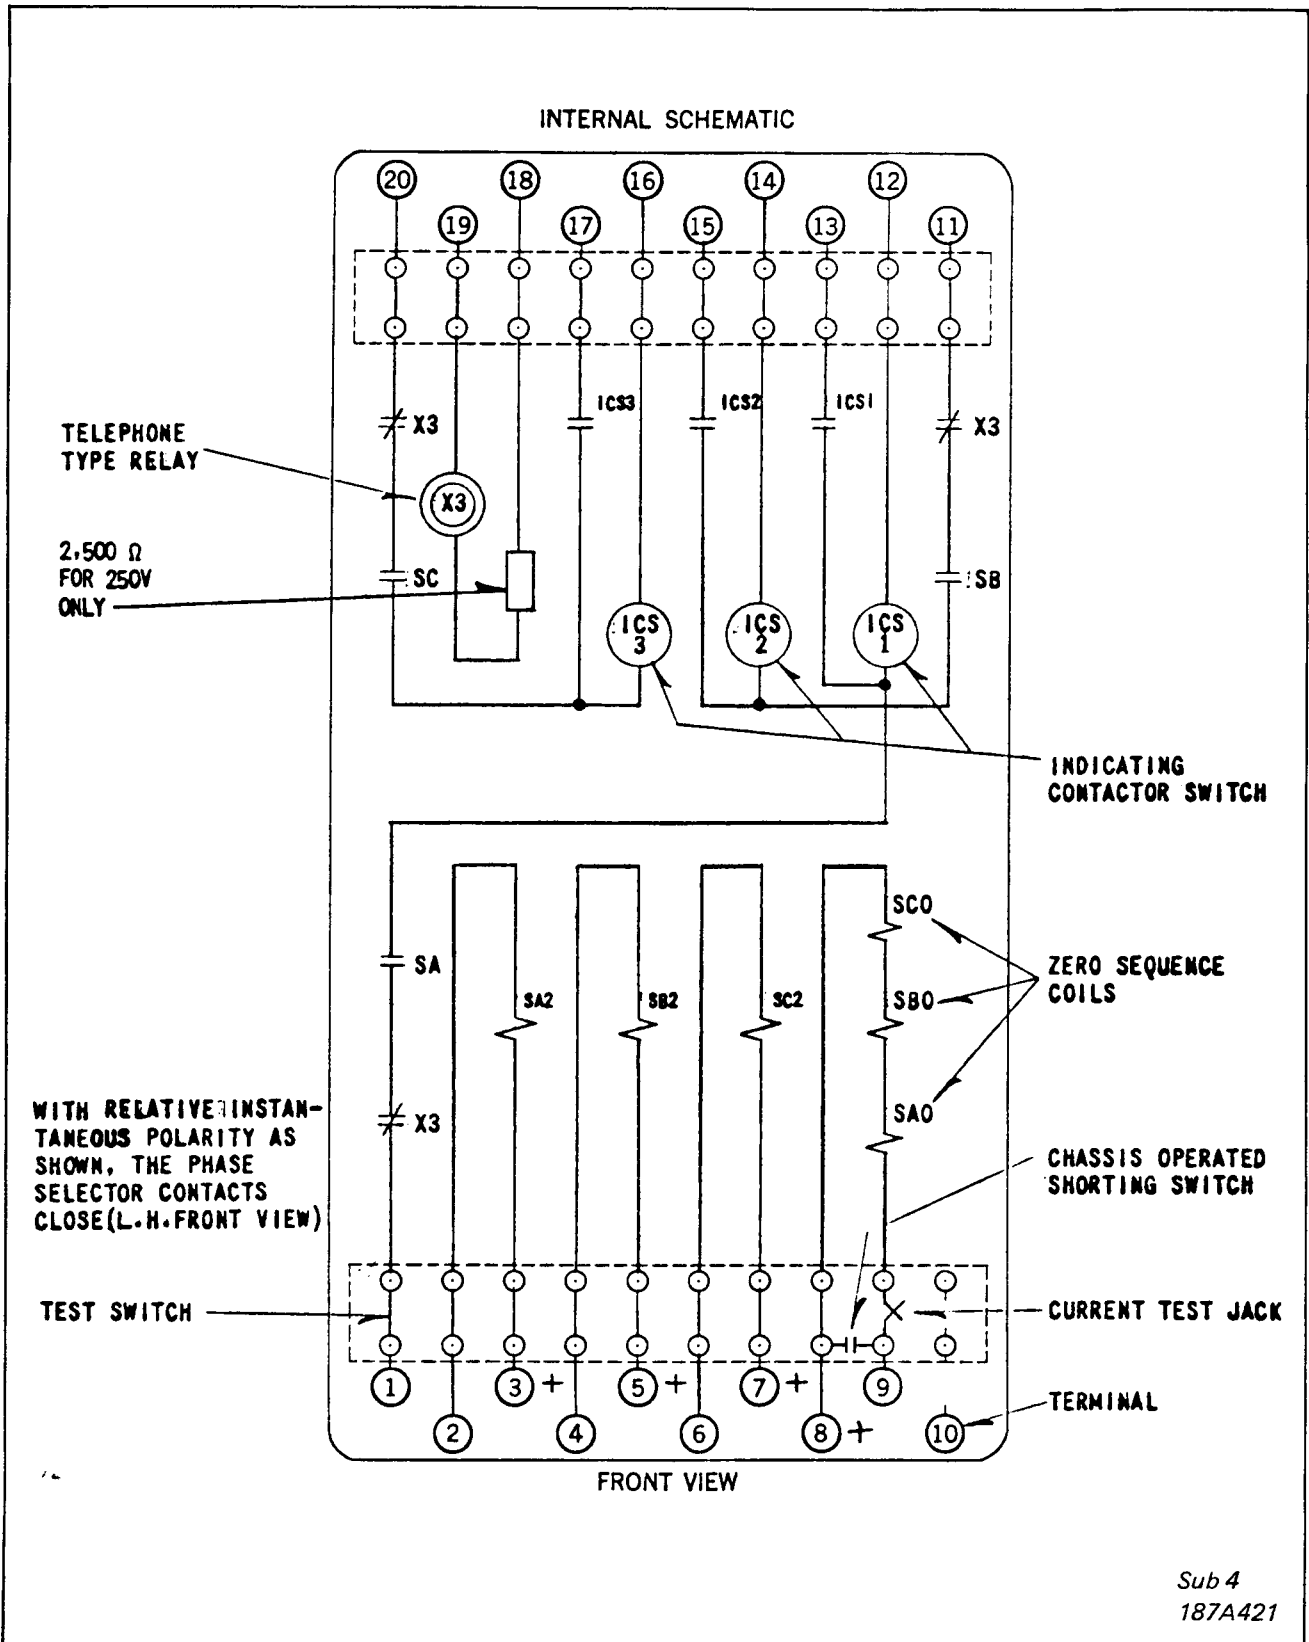 INTERNAL SCHEMATIC
20
18
16
14
12
19
17
15
13
11
ICS3
ICS2
ICS1
X3
X3
TELEPHONE
TYPE RELAY
X3
2,500 Ω
FOR 250V
ONLY
SC
SB
ICS
3
ICS
2
ICS
1
INDICATING
CONTACTOR SWITCH
SCO
SA
ZERO SEQUENCE
COILS
SA2
SB2
SC2
SBO
WITH RELATIVE INSTAN-
TANEOUS POLARITY AS
SHOWN, THE PHASE
SELECTOR CONTACTS
CLOSE(L.H.FRONT VIEW)
X3
SAO
CHASSIS OPERATED
SHORTING SWITCH
TEST SWITCH
CURRENT TEST JACK
1
3 +
5 +
7 +
9
TERMINAL
2
4
6
8 +
10
FRONT VIEW
Sub 4
187A421